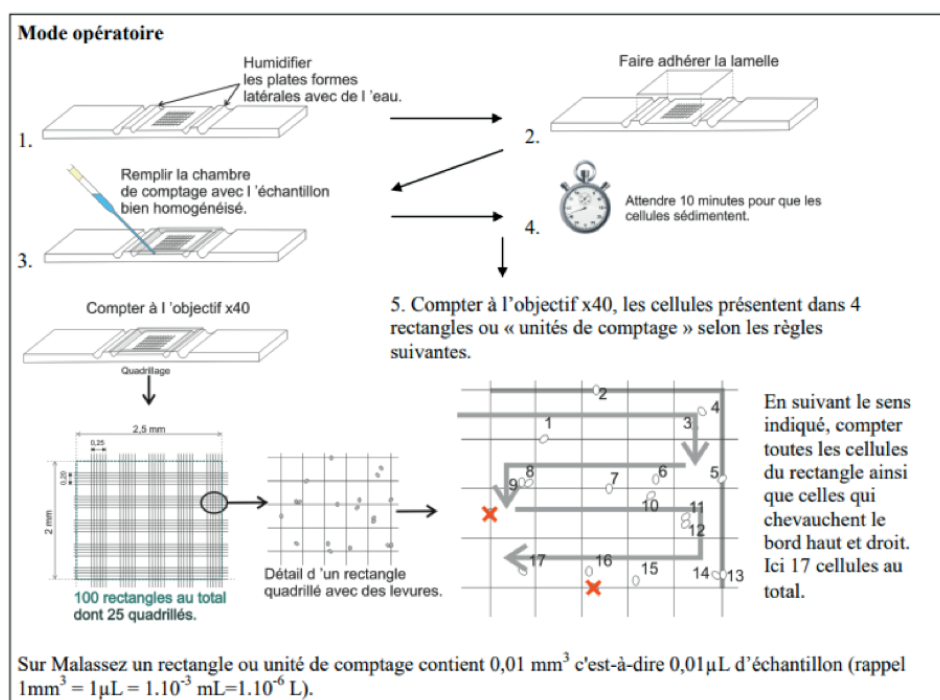 Mode opératoire
Humidifier
les plates formes
latérales avec de l 'eau.
1.
Faire adhérer la lamelle
2.
Remplir la chambre
de comptage avec l 'échantillon
bien homogénéisé.
3.
Attendre 10 minutes pour que les
cellules sédimentent.
4.
Compter à l 'objectif x40
Quadrillage
5. Compter à l'objectif x40, les cellules présentent dans 4
rectangles ou « unités de comptage » selon les règles
suivantes.
2,5 mm
0,25
0,20
2 mm
100 rectangles au total
dont 25 quadrillés.
Détail d 'un rectangle
quadrillé avec des levures.
2
4
1
3
8
7
6
5
9
10
11
12
17
16
15
14
13
En suivant le sens
indiqué, compter
toutes les cellules
du rectangle ainsi
que celles qui
chevauchent le
bord haut et droit.
Ici 17 cellules au
total.
Sur Malassez un rectangle ou unité de comptage contient 0,01 mm³ c'est-à-dire 0,01µL d'échantillon (rappel
1mm³ = 1µL = 1.10⁻³ mL=1.10⁻⁶ L).